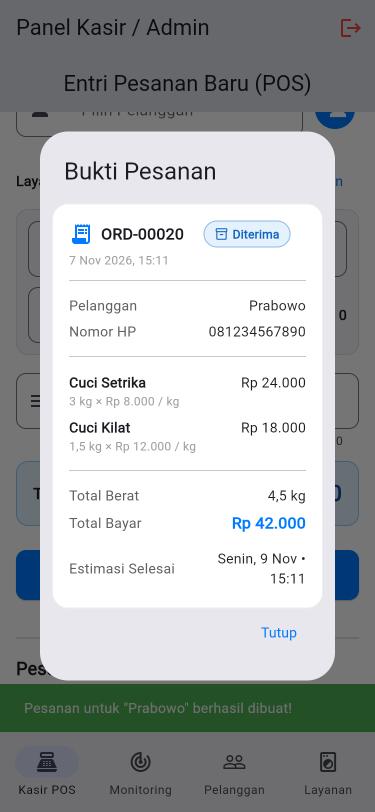 Panel Kasir / Admin
Entri Pesanan Baru (POS)
Pilih Pelanggan
Bukti Pesanan
ORD-00020
Diterima
7 Nov 2026, 15:11
Pelanggan Prabowo
Nomor HP 081234567890
Cuci Setrika Rp 24.000
3 kg × Rp 8.000 / kg
Cuci Kilat Rp 18.000
1,5 kg × Rp 12.000 / kg
Total Berat 4,5 kg
Total Bayar Rp 42.000
Estimasi Selesai Senin, 9 Nov •
15:11
Tutup
Pesanan untuk "Prabowo" berhasil dibuat!
Kasir POS Monitoring Pelanggan Layanan